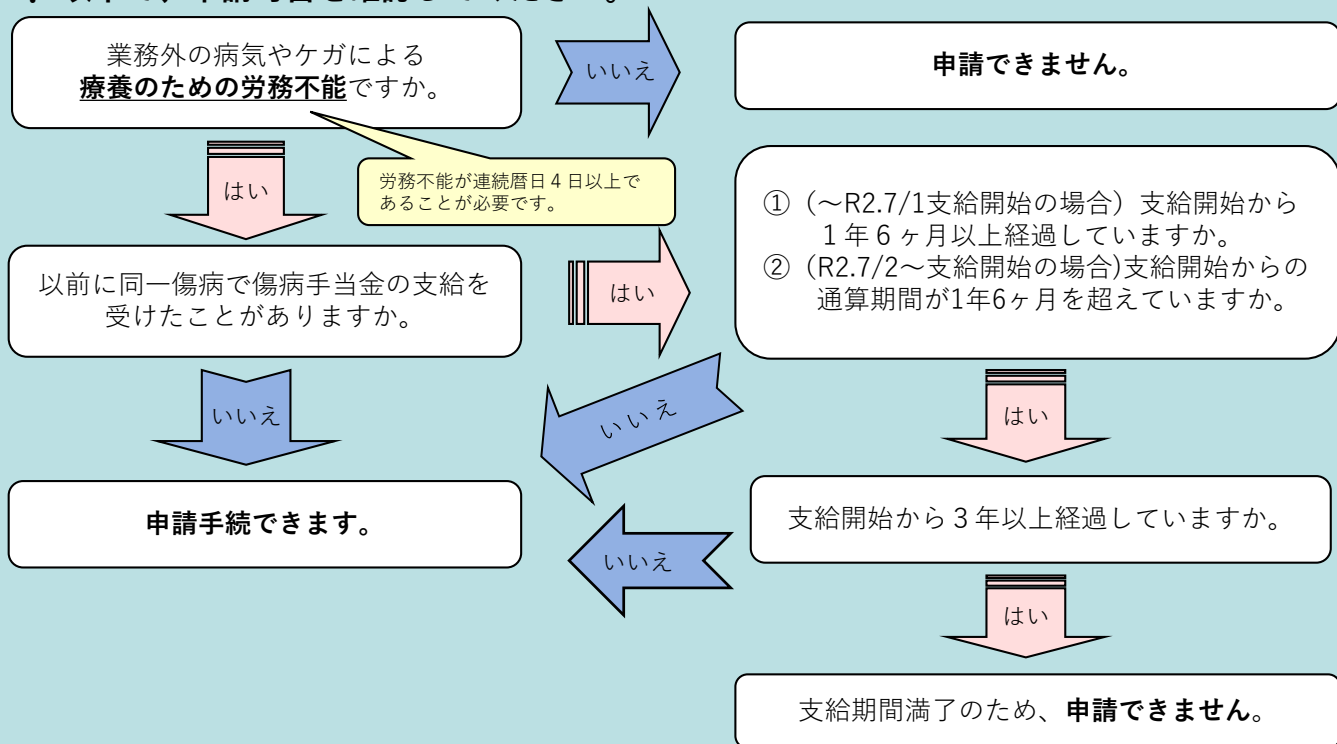 業務外の病気やケガによる
療養のための労務不能ですか。
いいえ
申請できません。
労務不能が連続暦日４日以上で
あることが必要です。
はい
以前に同一傷病で傷病手当金の支給を
受けたことがありますか。
はい
①（～R2.7/1支給開始の場合）支給開始から
１年６ヶ月以上経過していますか。
②（R2.7/2～支給開始の場合)支給開始からの
通算期間が1年6ヶ月を超えていますか。
いいえ
いいえ
はい
申請手続できます。
支給開始から３年以上経過していますか。
いいえ
はい
支給期間満了のため、申請できません。